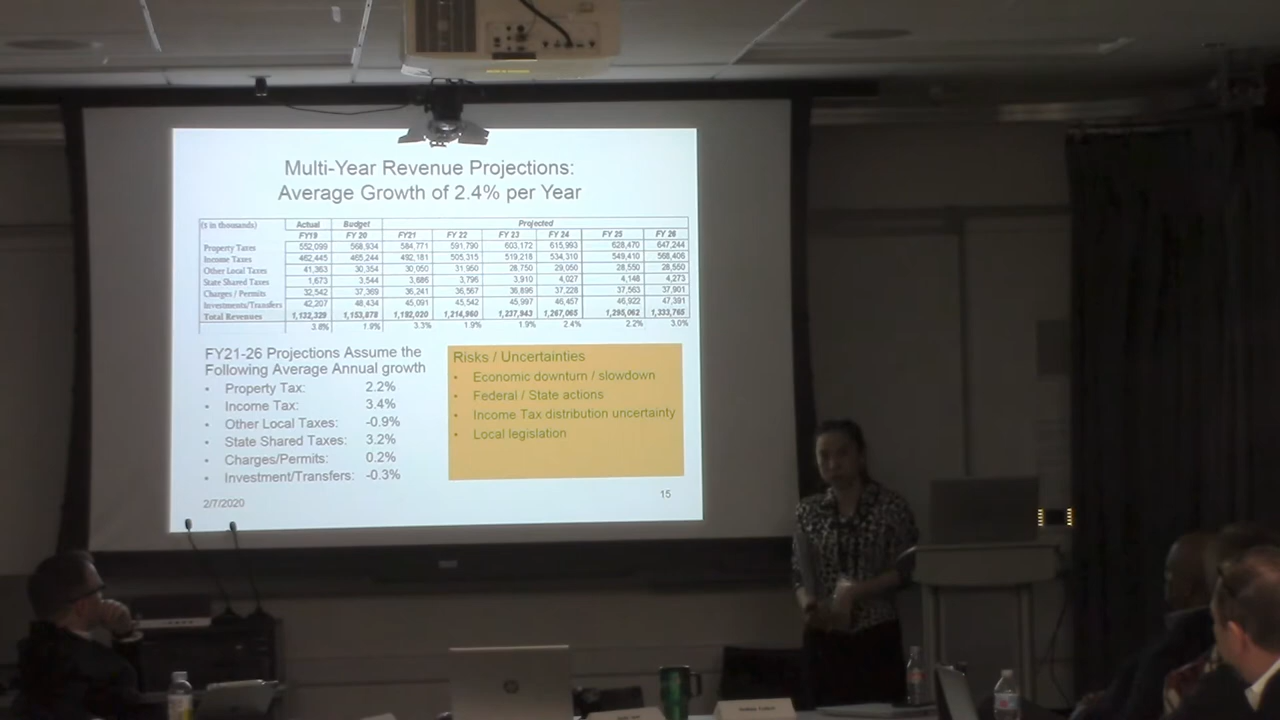 Multi-Year Revenue Projections:
Average Growth of 2.4% per Year
($ in thousands) Actual Budget Projected
FY19 FY 20 FY21 FY 22 FY 23 FY 24 FY 25 FY 26
Property Taxes 552,099 568,934 584,771 591,790 603,172 615,993 628,470 647,244
Income Taxes 462,445 465,244 492,181 505,315 519,218 534,310 549,410 568,406
Other Local Taxes 41,363 30,354 30,050 31,950 28,750 29,050 28,550 28,550
State Shared Taxes 1,673 3,544 3,686 3,796 3,910 4,027 4,148 4,273
Charges / Permits 32,542 37,369 36,241 36,567 36,896 37,228 37,563 37,901
Investments/Transfers 42,207 48,434 45,091 45,542 45,997 46,457 46,922 47,391
Total Revenues 1,132,329 1,153,878 1,192,020 1,214,960 1,237,943 1,267,065 1,295,062 1,333,765
3.8% 1.9% 3.3% 1.9% 1.9% 2.4% 2.2% 3.0%
FY21-26 Projections Assume the
Following Average Annual growth
• Property Tax: 2.2%
• Income Tax: 3.4%
• Other Local Taxes: -0.9%
• State Shared Taxes: 3.2%
• Charges/Permits: 0.2%
• Investment/Transfers: -0.3%
Risks / Uncertainties
• Economic downturn / slowdown
• Federal / State actions
• Income Tax distribution uncertainty
• Local legislation
2/7/2020
15